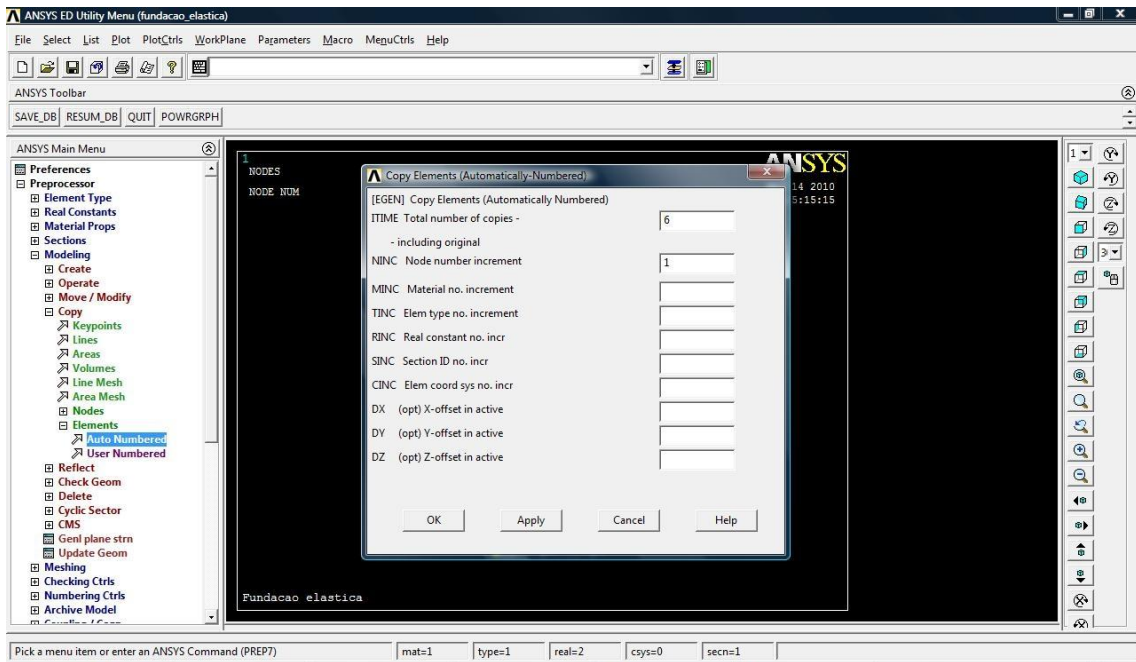 ANSYS ED Utility Menu (fundacao_elastica)
File Select List Plot PlotCtrls WorkPlane Parameters Macro MenuCtrls Help
ANSYS Toolbar
SAVE_DB RESUM_DB QUIT POWRGRPH
ANSYS Main Menu
Preferences
Preprocessor
Element Type
Real Constants
Material Props
Sections
Modeling
Create
Operate
Move / Modify
Copy
Keypoints
Lines
Areas
Volumes
Line Mesh
Area Mesh
Nodes
Elements
Auto Numbered
User Numbered
Reflect
Check Geom
Delete
Cyclic Sector
CMS
Genl plane strn
Update Geom
Meshing
Checking Ctrls
Numbering Ctrls
Archive Model
1
NODES
NODE NUM
ANSYS
14 2010
5:15:15
Copy Elements (Automatically-Numbered)
[EGEN] Copy Elements (Automatically Numbered)
ITIME Total number of copies - 6
- including original
NINC Node number increment 1
MINC Material no. increment
TINC Elem type no. increment
RINC Real constant no. incr
SINC Section ID no. incr
CINC Elem coord sys no. incr
DX (opt) X-offset in active
DY (opt) Y-offset in active
DZ (opt) Z-offset in active
OK Apply Cancel Help
Fundacao elastica
1
3
Pick a menu item or enter an ANSYS Command (PREP7) mat=1 type=1 real=2 csys=0 secn=1